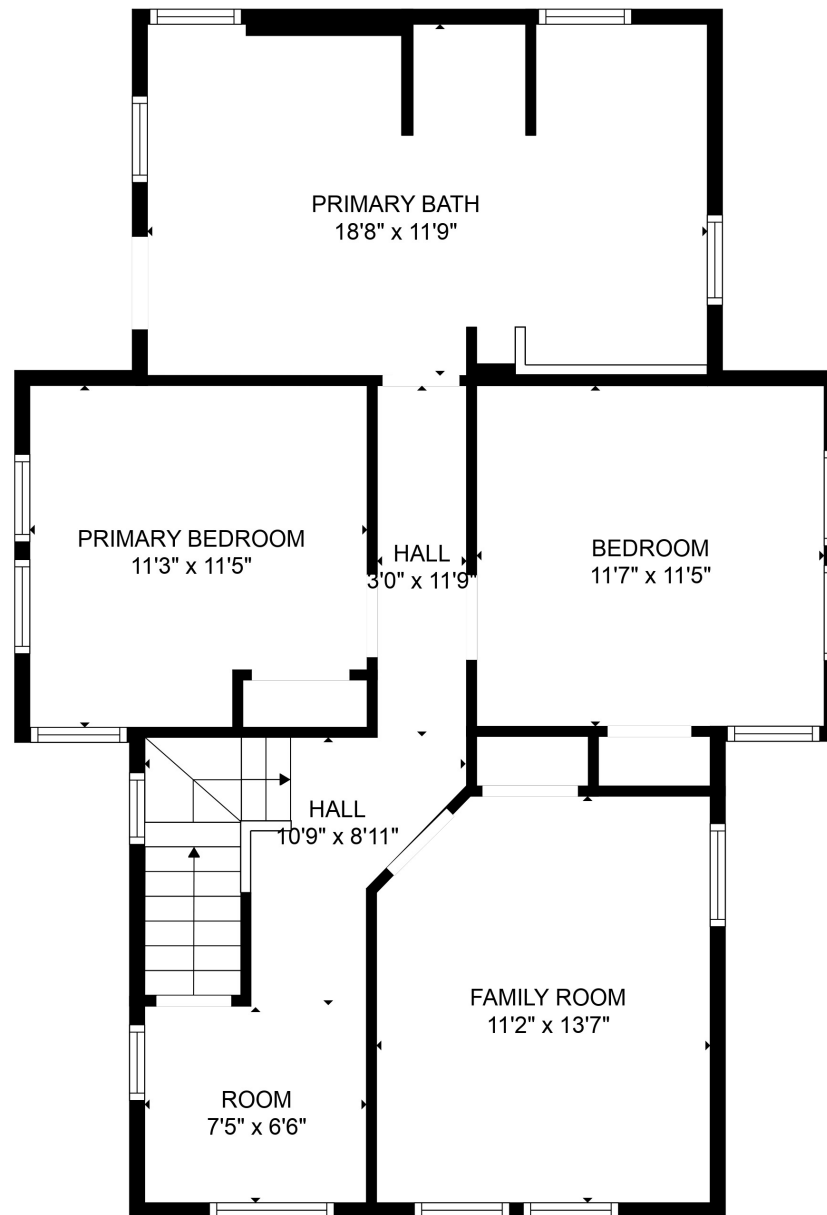 PRIMARY BATH
18'8" x 11'9"
PRIMARY BEDROOM
11'3" x 11'5"
HALL
3'0" x 11'9"
BEDROOM
11'7" x 11'5"
HALL
10'9" x 8'11"
FAMILY ROOM
11'2" x 13'7"
ROOM
7'5" x 6'6"